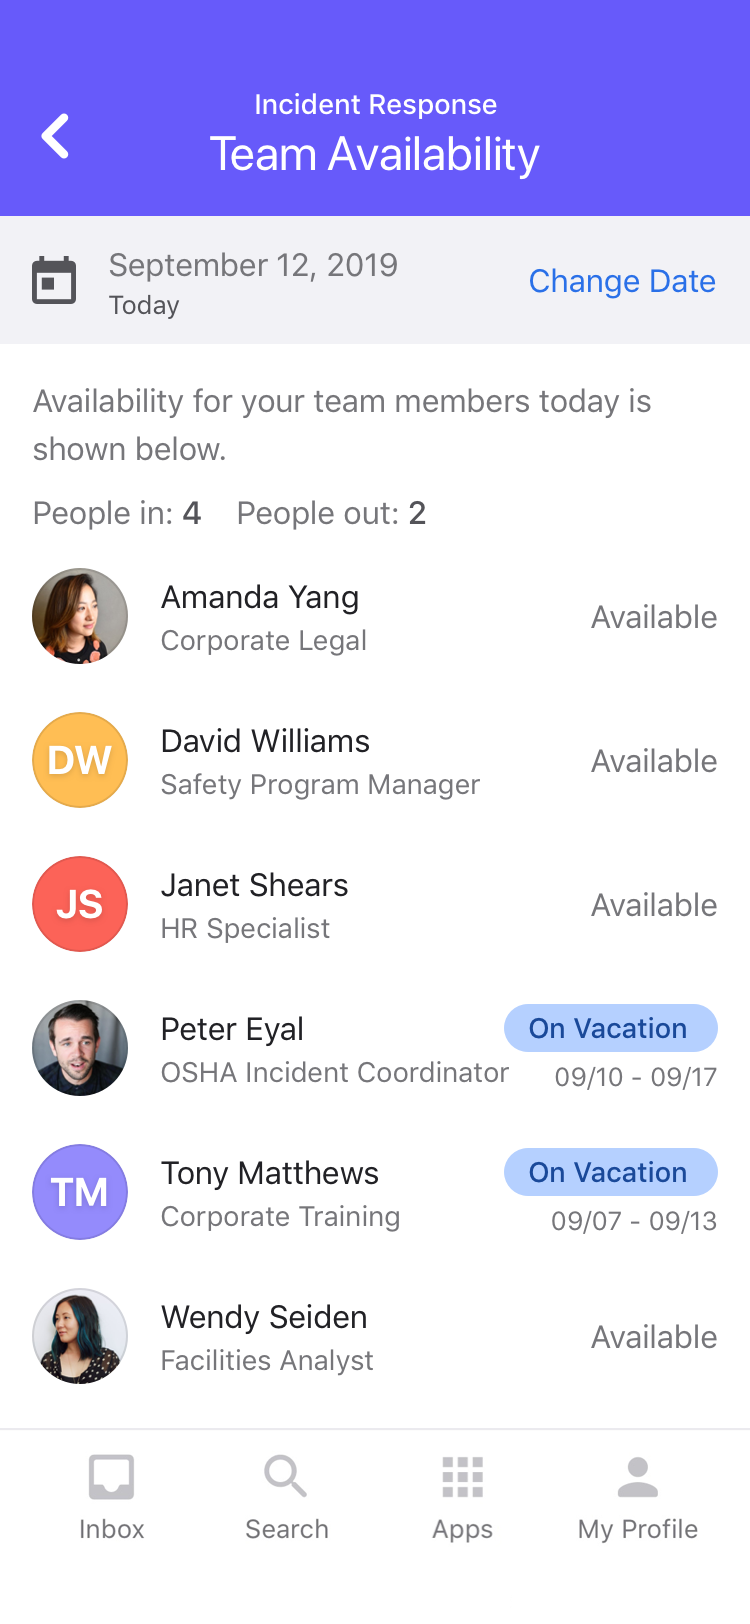 Incident Response
Team Availability
September 12, 2019
Today
Change Date
Availability for your team members today is
shown below.
People in: 4 People out: 2
Amanda Yang
Corporate Legal
Available
DW
David Williams
Safety Program Manager
Available
JS
Janet Shears
HR Specialist
Available
Peter Eyal
OSHA Incident Coordinator
On Vacation
09/10 - 09/17
TM
Tony Matthews
Corporate Training
On Vacation
09/07 - 09/13
Wendy Seiden
Facilities Analyst
Available
Inbox
Search
Apps
My Profile